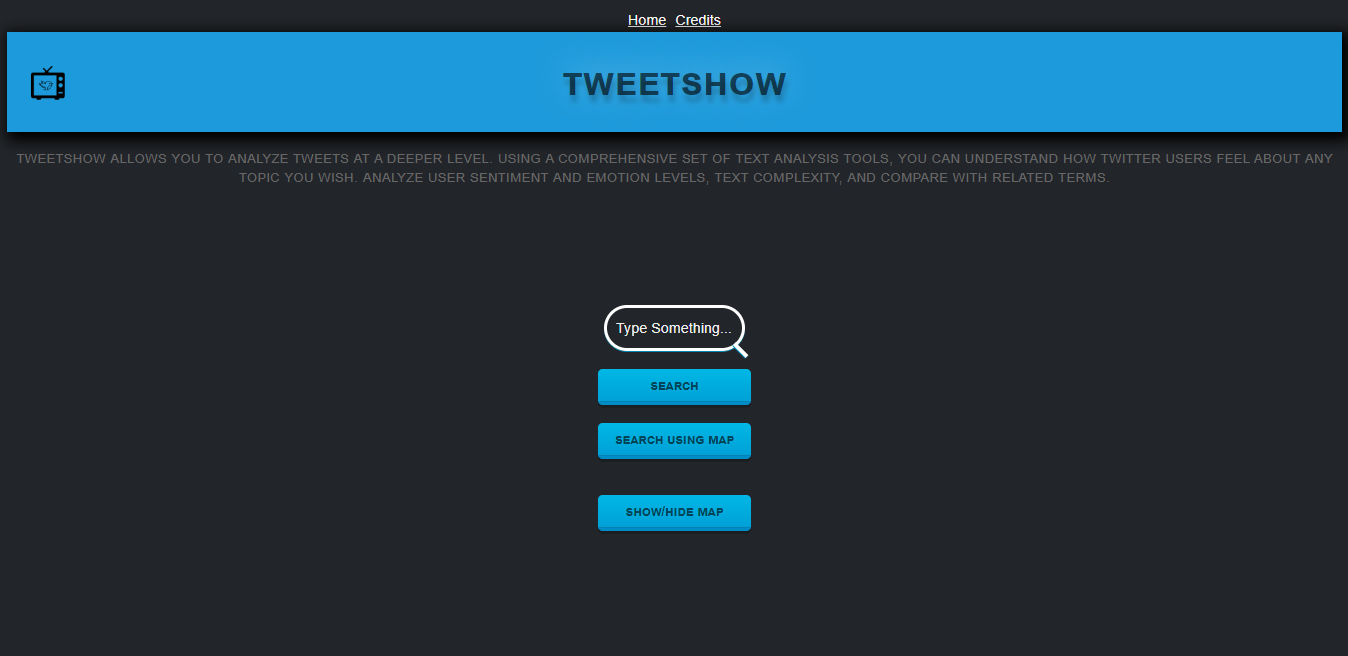 Home Credits
TWEETSHOW
TWEETSHOW ALLOWS YOU TO ANALYZE TWEETS AT A DEEPER LEVEL. USING A COMPREHENSIVE SET OF TEXT ANALYSIS TOOLS, YOU CAN UNDERSTAND HOW TWITTER USERS FEEL ABOUT ANY
TOPIC YOU WISH. ANALYZE USER SENTIMENT AND EMOTION LEVELS, TEXT COMPLEXITY, AND COMPARE WITH RELATED TERMS.
Type Something...
SEARCH
SEARCH USING MAP
SHOW/HIDE MAP